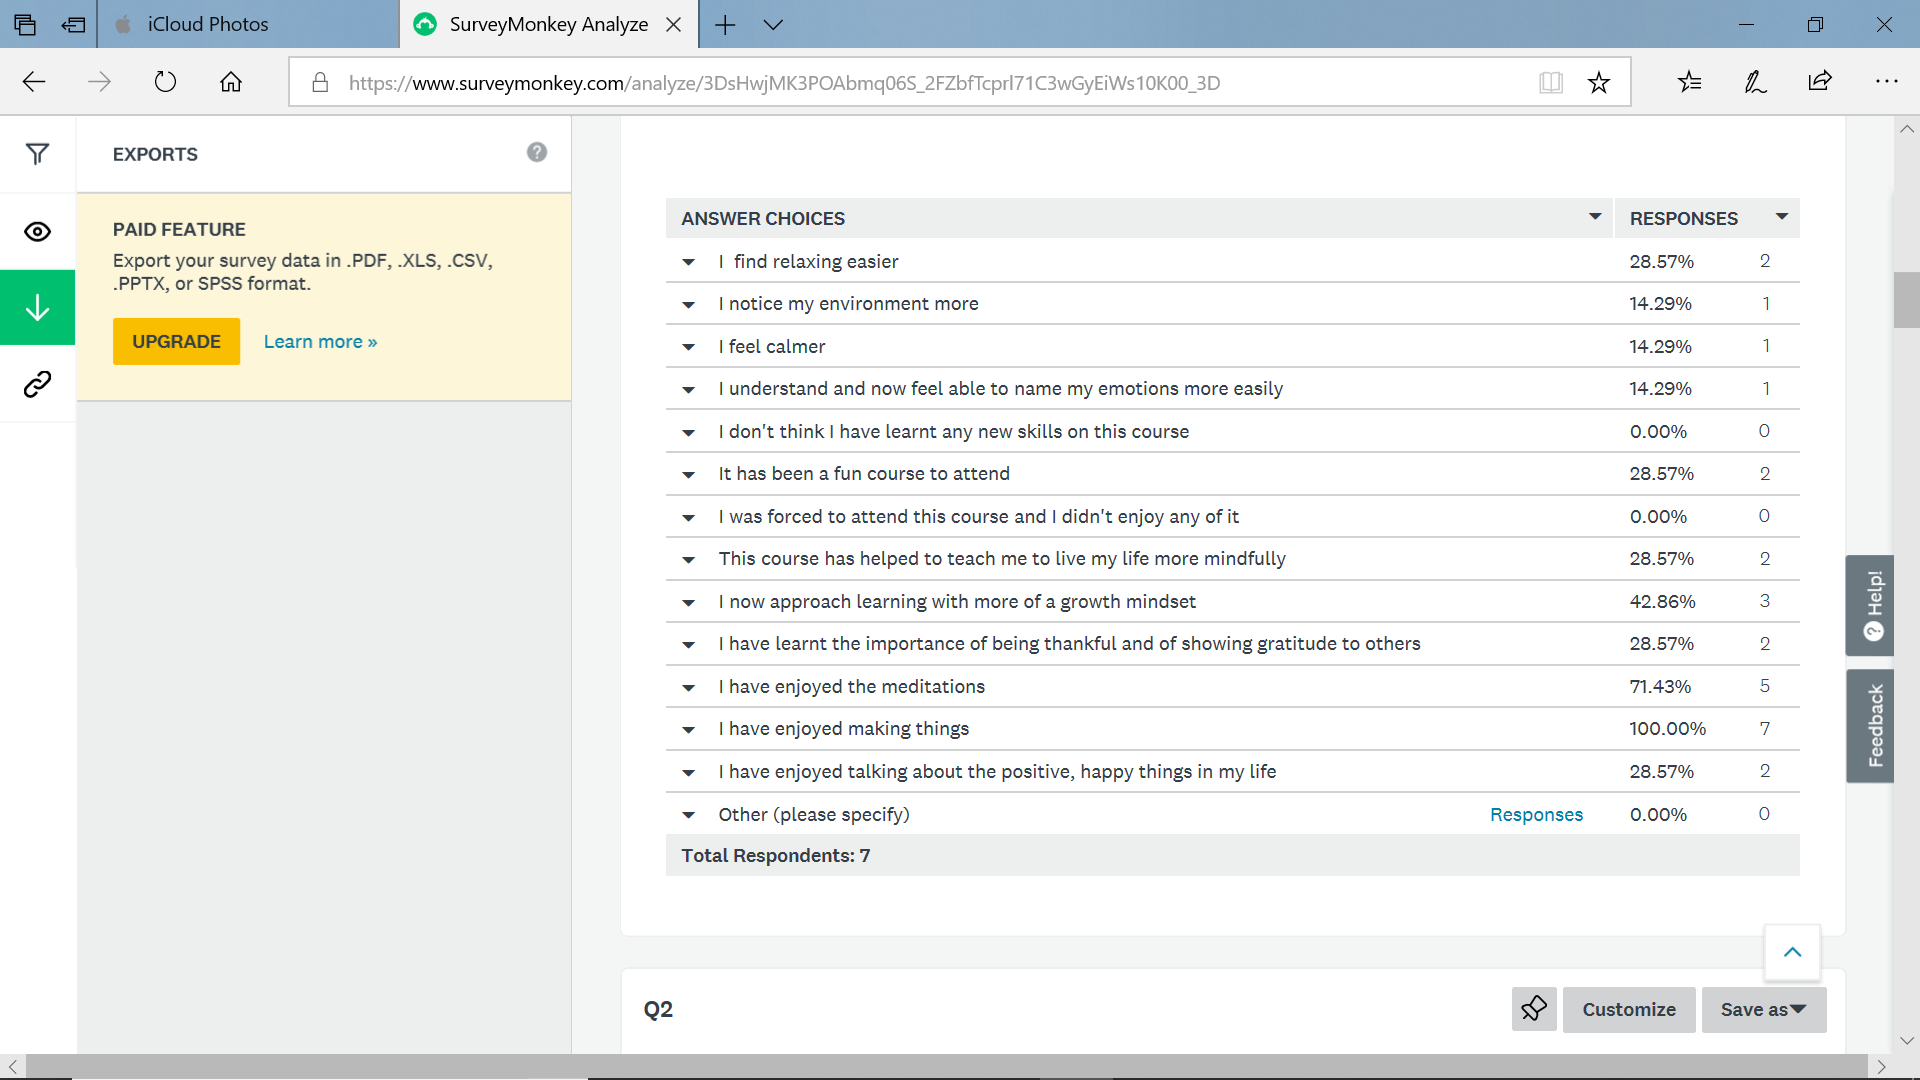 iCloud Photos
SurveyMonkey Analyze
https://www.surveymonkey.com/analyze/3DsHwjMK3POAbmq06S_2FZbfTcprl71C3wGyEiWs10K00_3D
EXPORTS
?
PAID FEATURE
Export your survey data in .PDF, .XLS, .CSV,
.PPTX, or SPSS format.
UPGRADE Learn more »
ANSWER CHOICES RESPONSES
I find relaxing easier 28.57% 2
I notice my environment more 14.29% 1
I feel calmer 14.29% 1
I understand and now feel able to name my emotions more easily 14.29% 1
I don't think I have learnt any new skills on this course 0.00% 0
It has been a fun course to attend 28.57% 2
I was forced to attend this course and I didn't enjoy any of it 0.00% 0
This course has helped to teach me to live my life more mindfully 28.57% 2
I now approach learning with more of a growth mindset 42.86% 3
I have learnt the importance of being thankful and of showing gratitude to others 28.57% 2
I have enjoyed the meditations 71.43% 5
I have enjoyed making things 100.00% 7
I have enjoyed talking about the positive, happy things in my life 28.57% 2
Other (please specify) Responses 0.00% 0
Total Respondents: 7
? Help!
Feedback
Q2
Customize
Save as